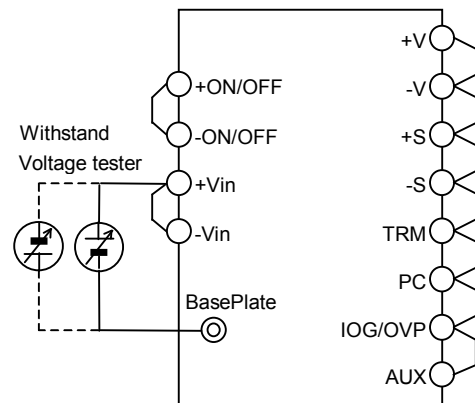 +V
+ON/OFF
-V
Withstand
Voltage tester
-ON/OFF
+S
+Vin
-S
-Vin
TRM
PC
BasePlate
IOG/OVP
AUX